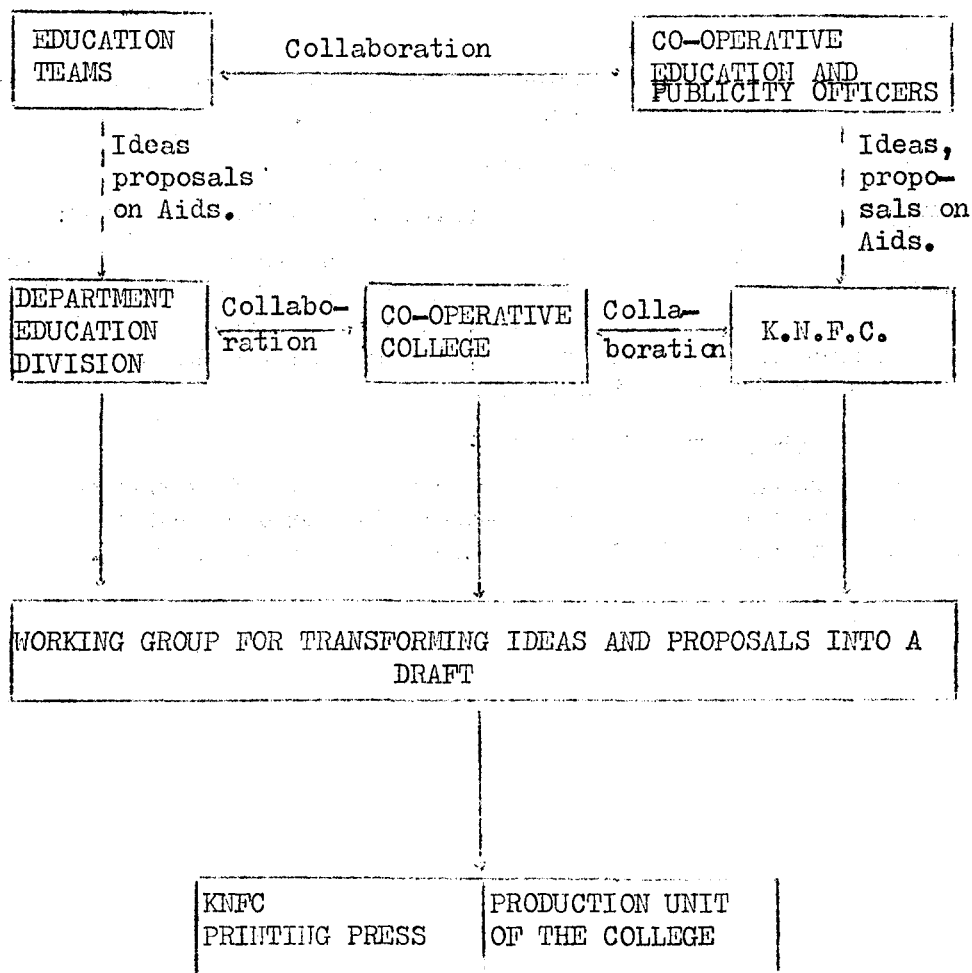 EDUCATION
TEAMS
Collaboration
CO-OPERATIVE
EDUCATION AND
PUBLICITY OFFICERS
Ideas
proposals
on Aids.
Ideas,
propo-
sals on
Aids.
DEPARTMENT
EDUCATION
DIVISION
Collabo-
ration
CO-OPERATIVE
COLLEGE
Colla-
boration
K.N.F.C.
WORKING GROUP FOR TRANSFORMING IDEAS AND PROPOSALS INTO A
DRAFT
KNFC
PRINTING PRESS
PRODUCTION UNIT
OF THE COLLEGE